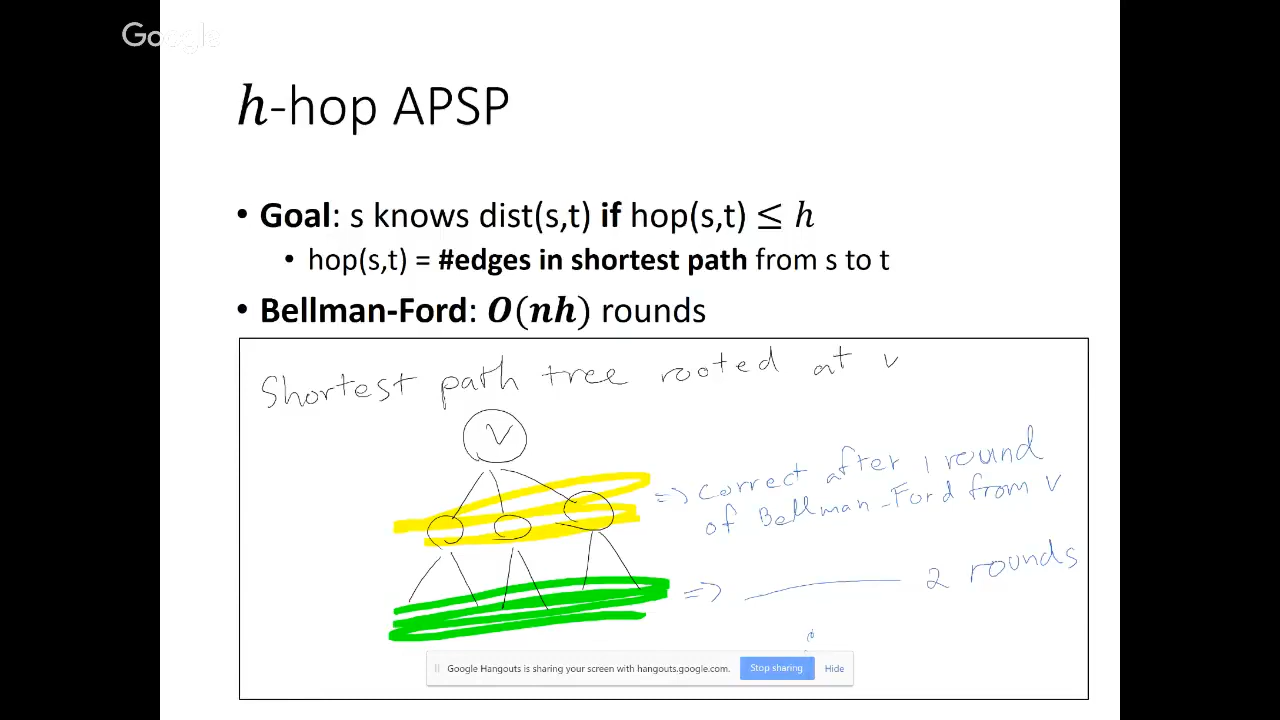 Google
h-hop APSP
• Goal: s knows dist(s,t) if hop(s,t) ≤ h
• hop(s,t) = #edges in shortest path from s to t
• Bellman-Ford: O(nh) rounds
Shortest path tree rooted at v
v
=> correct after 1 round
of Bellman-Ford from v
=> 2 rounds
Google Hangouts is sharing your screen with hangouts.google.com.
Stop sharing
Hide